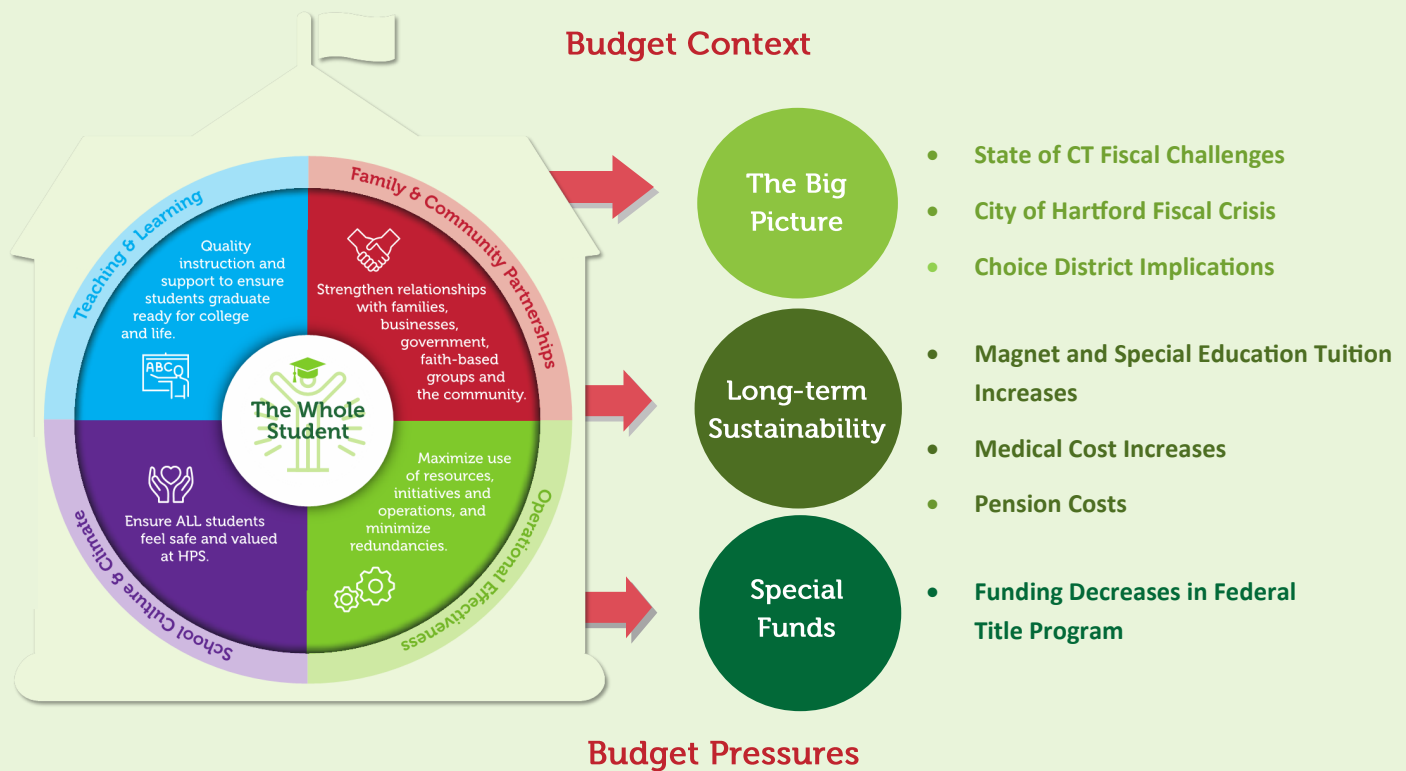 Budget Context
Teaching & Learning
Quality
instruction and
support to ensure
students graduate
ready for college
and life.
ABC
Family & Community Partnerships
Strengthen relationships
with families,
businesses,
government,
faith-based
groups and
the community.
The Whole
Student
School Culture & Climate
Ensure ALL students
feel safe and valued
at HPS.
Operational Effectiveness
Maximize use
of resources,
initiatives and
operations, and
minimize
redundancies.
The Big
Picture
• State of CT Fiscal Challenges
• City of Hartford Fiscal Crisis
• Choice District Implications
Long-term
Sustainability
• Magnet and Special Education Tuition
Increases
• Medical Cost Increases
• Pension Costs
Special
Funds
• Funding Decreases in Federal
Title Program
Budget Pressures